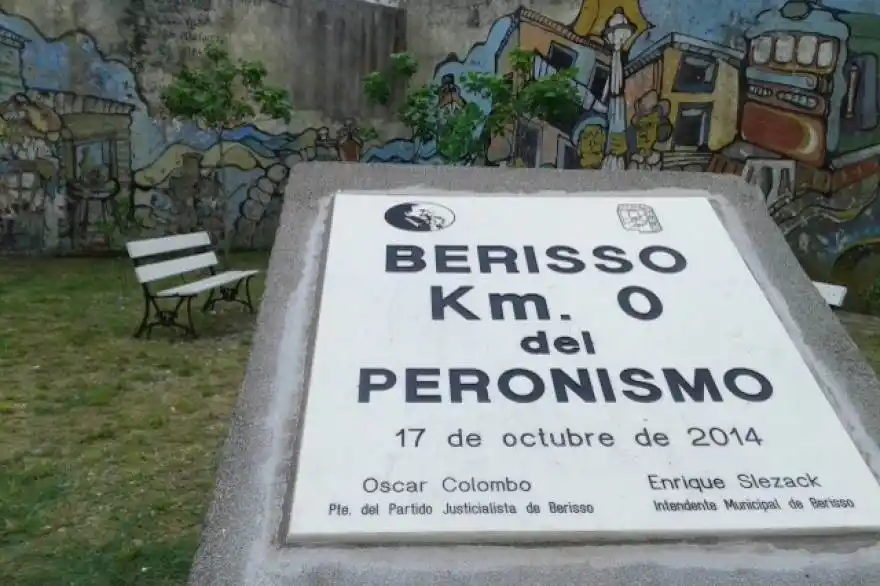 BERISSO
Km. 0
del
PERONISMO
17 de octubre de 2014
Oscar Colombo
Pte. del Partido Justicialista de Berisso
Enrique Slezack
Intendente Municipal de Berisso